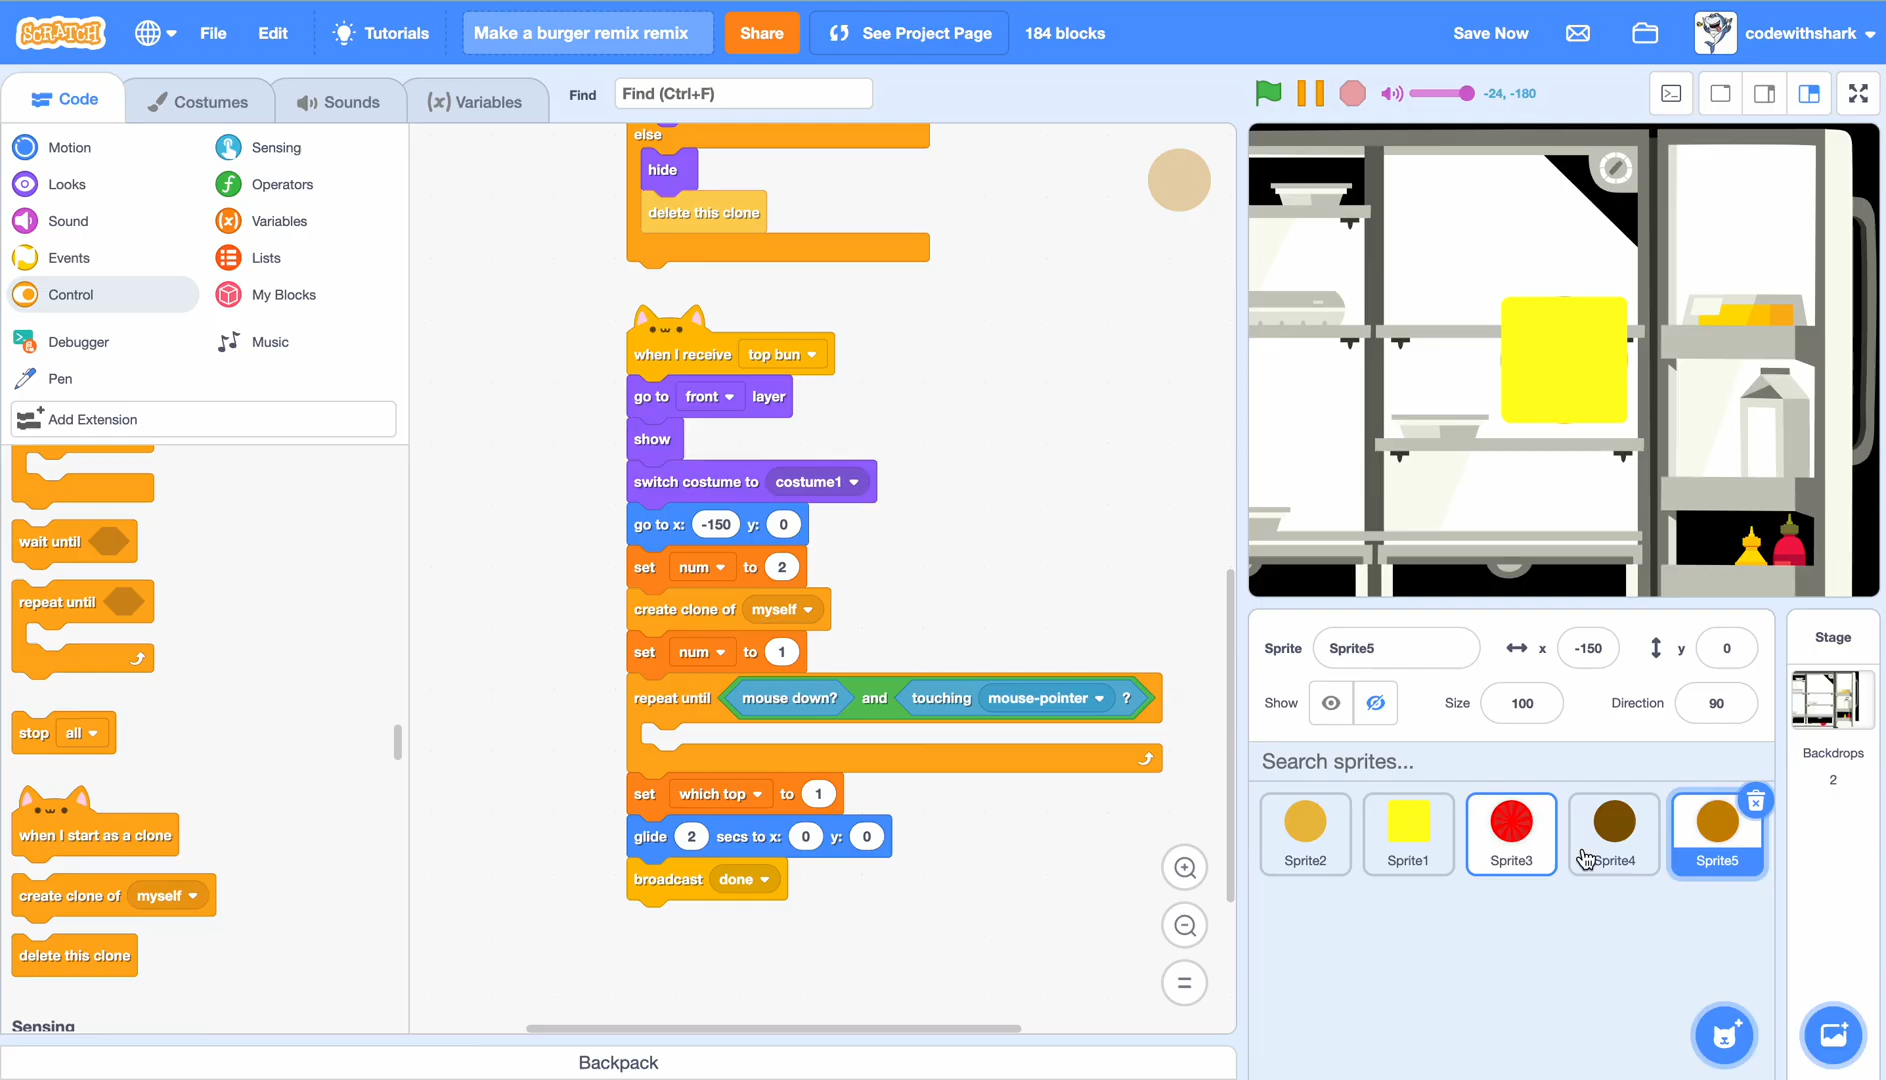 SCRATCH File Edit Tutorials Make a burger remix remix Share See Project Page 184 blocks Save Now codewithshark
Code Costumes Sounds (x) Variables Find Find (Ctrl+F) -24, -180
Motion Sensing
Looks Operators
Sound Variables
Events Lists
Control My Blocks
Debugger Music
Pen
Add Extension
wait until
repeat until
stop all
when I start as a clone
create clone of myself
delete this clone
Sensing
else
hide
delete this clone
when I receive top bun
go to front layer
show
switch costume to costume1
go to x: -150 y: 0
set num to 2
create clone of myself
set num to 1
repeat until mouse down? and touching mouse-pointer ?
set which top to 1
glide 2 secs to x: 0 y: 0
broadcast done
=
Backpack
Sprite Sprite5 x -150 y 0
Show Size 100 Direction 90
Search sprites...
Sprite2 Sprite1 Sprite3 Sprite4 Sprite5
Stage
Backdrops
2